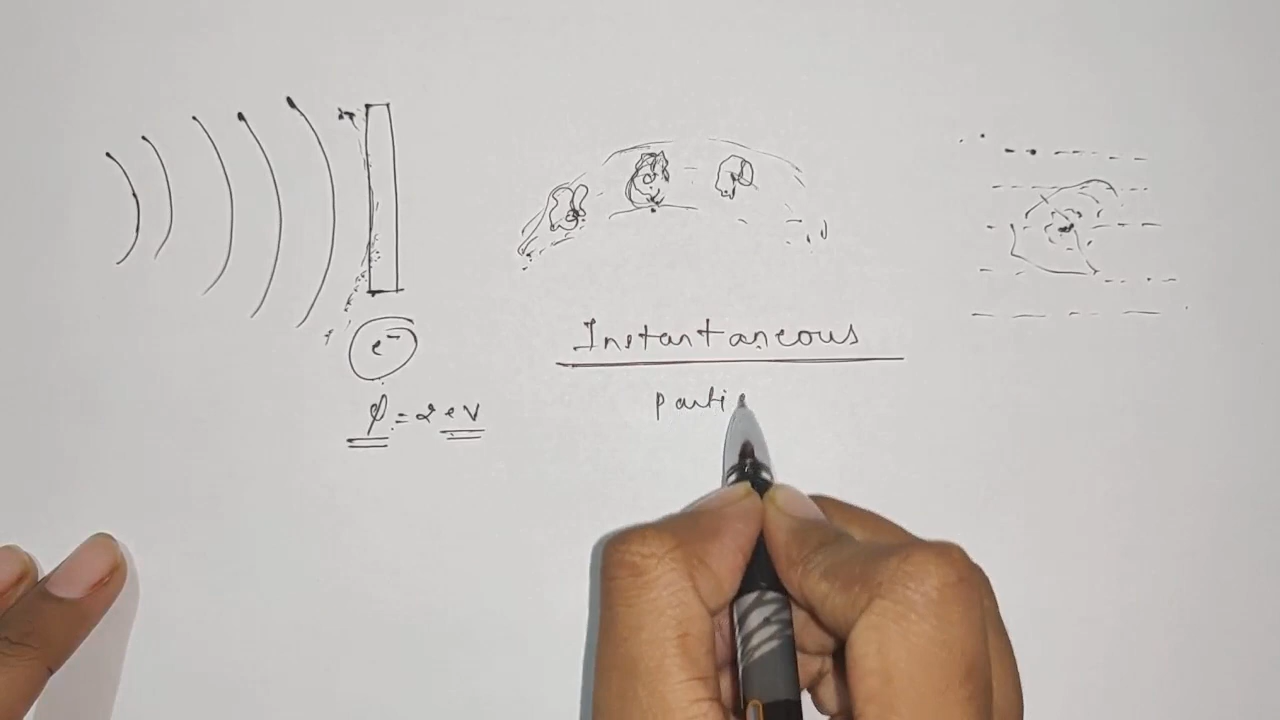 e⁻
φ = 2 eV
Instantaneous
parti